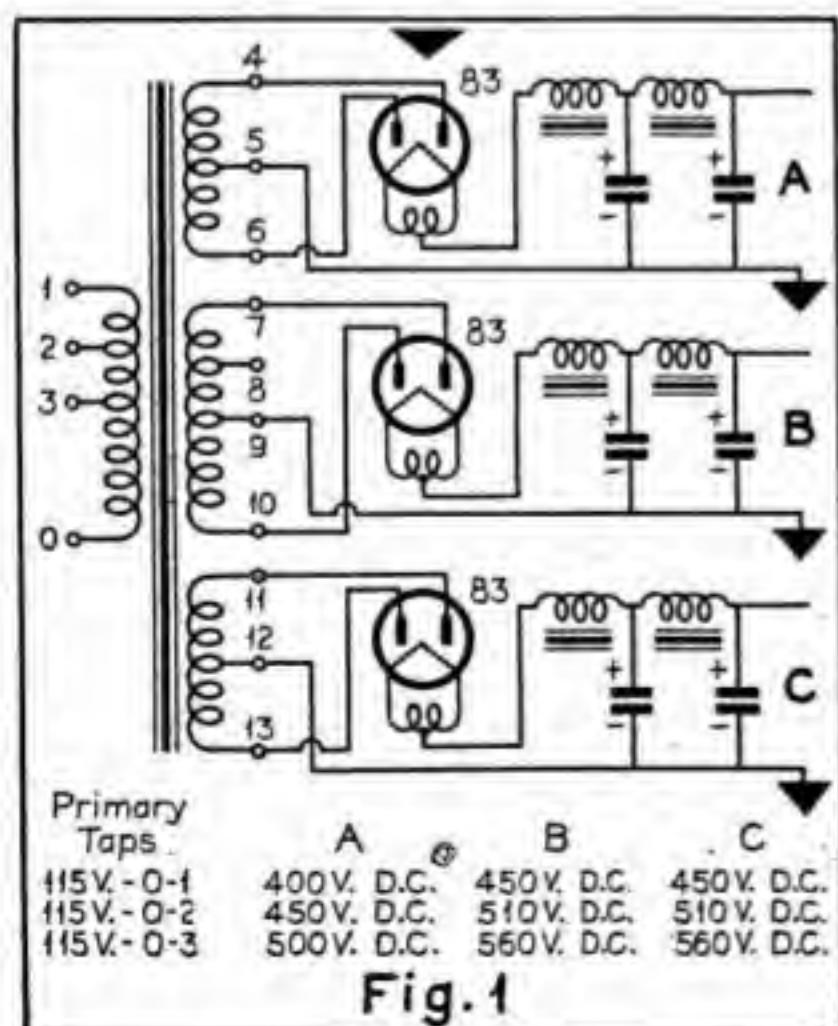 4
83
5
A
6
1
7
83
2
8
3
B
9
10
0
11
83
12
C
13
Primary
Taps A B C
115V.-0-1 400V. D.C. 450V. D.C. 450V. D.C.
115V.-0-2 450V. D.C. 510V. D.C. 510V. D.C.
115V.-0-3 500V. D.C. 560V. D.C. 560V. D.C.
Fig. 1